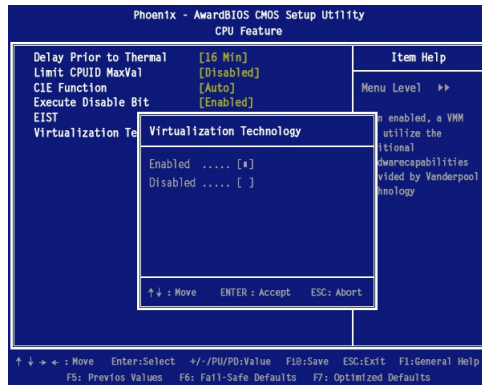 Phoenix - AwardBIOS CMOS Setup Utility
CPU Feature
Delay Prior to Thermal [16 Min]
Limit CPUID MaxVal [Disabled]
C1E Function [Auto]
Execute Disable Bit [Enabled]
EIST
Virtualization Te
Virtualization Technology
Enabled ..... [▪]
Disabled ..... [ ]
↑↓ : Move ENTER : Accept ESC: Abort
Item Help
Menu Level ▸▸
n enabled, a VMM
utilize the
itional
dwarecapabilities
vided by Vanderpool
hnology
↑ ↓ → ← : Move Enter:Select +/-/PU/PD:Value F10:Save ESC:Exit F1:General Help
F5: Previos Values F6: Fail-Safe Defaults F7: Optimized Defaults